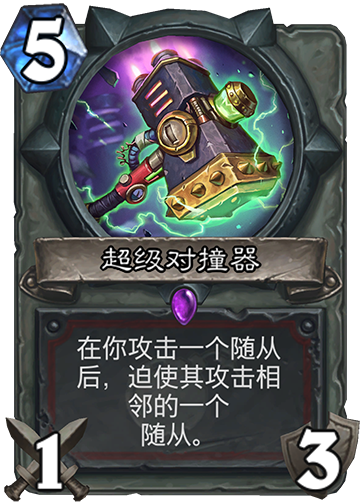 5
超级对撞器
在你攻击一个随从
后，迫使其攻击相
邻的一个
随从。
1
3